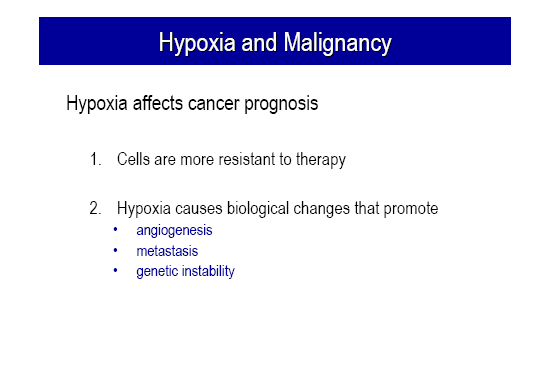 Hypoxia and Malignancy
Hypoxia affects cancer prognosis
1. Cells are more resistant to therapy
2. Hypoxia causes biological changes that promote
• angiogenesis
• metastasis
• genetic instability